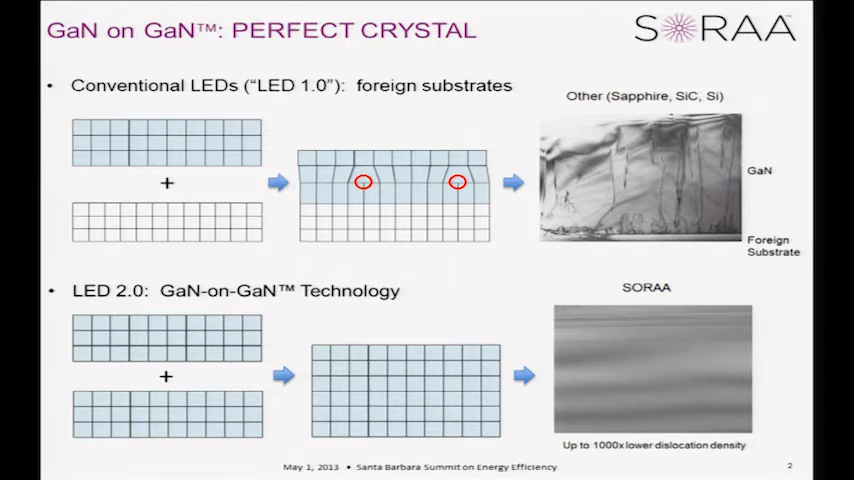 GaN on GaN™: PERFECT CRYSTAL
SORAA
• Conventional LEDs (“LED 1.0”): foreign substrates
Other (Sapphire, SiC, Si)
+
GaN
Foreign
Substrate
• LED 2.0: GaN-on-GaN™ Technology
SORAA
+
Up to 1000x lower dislocation density
May 1, 2013 • Santa Barbara Summit on Energy Efficiency
2